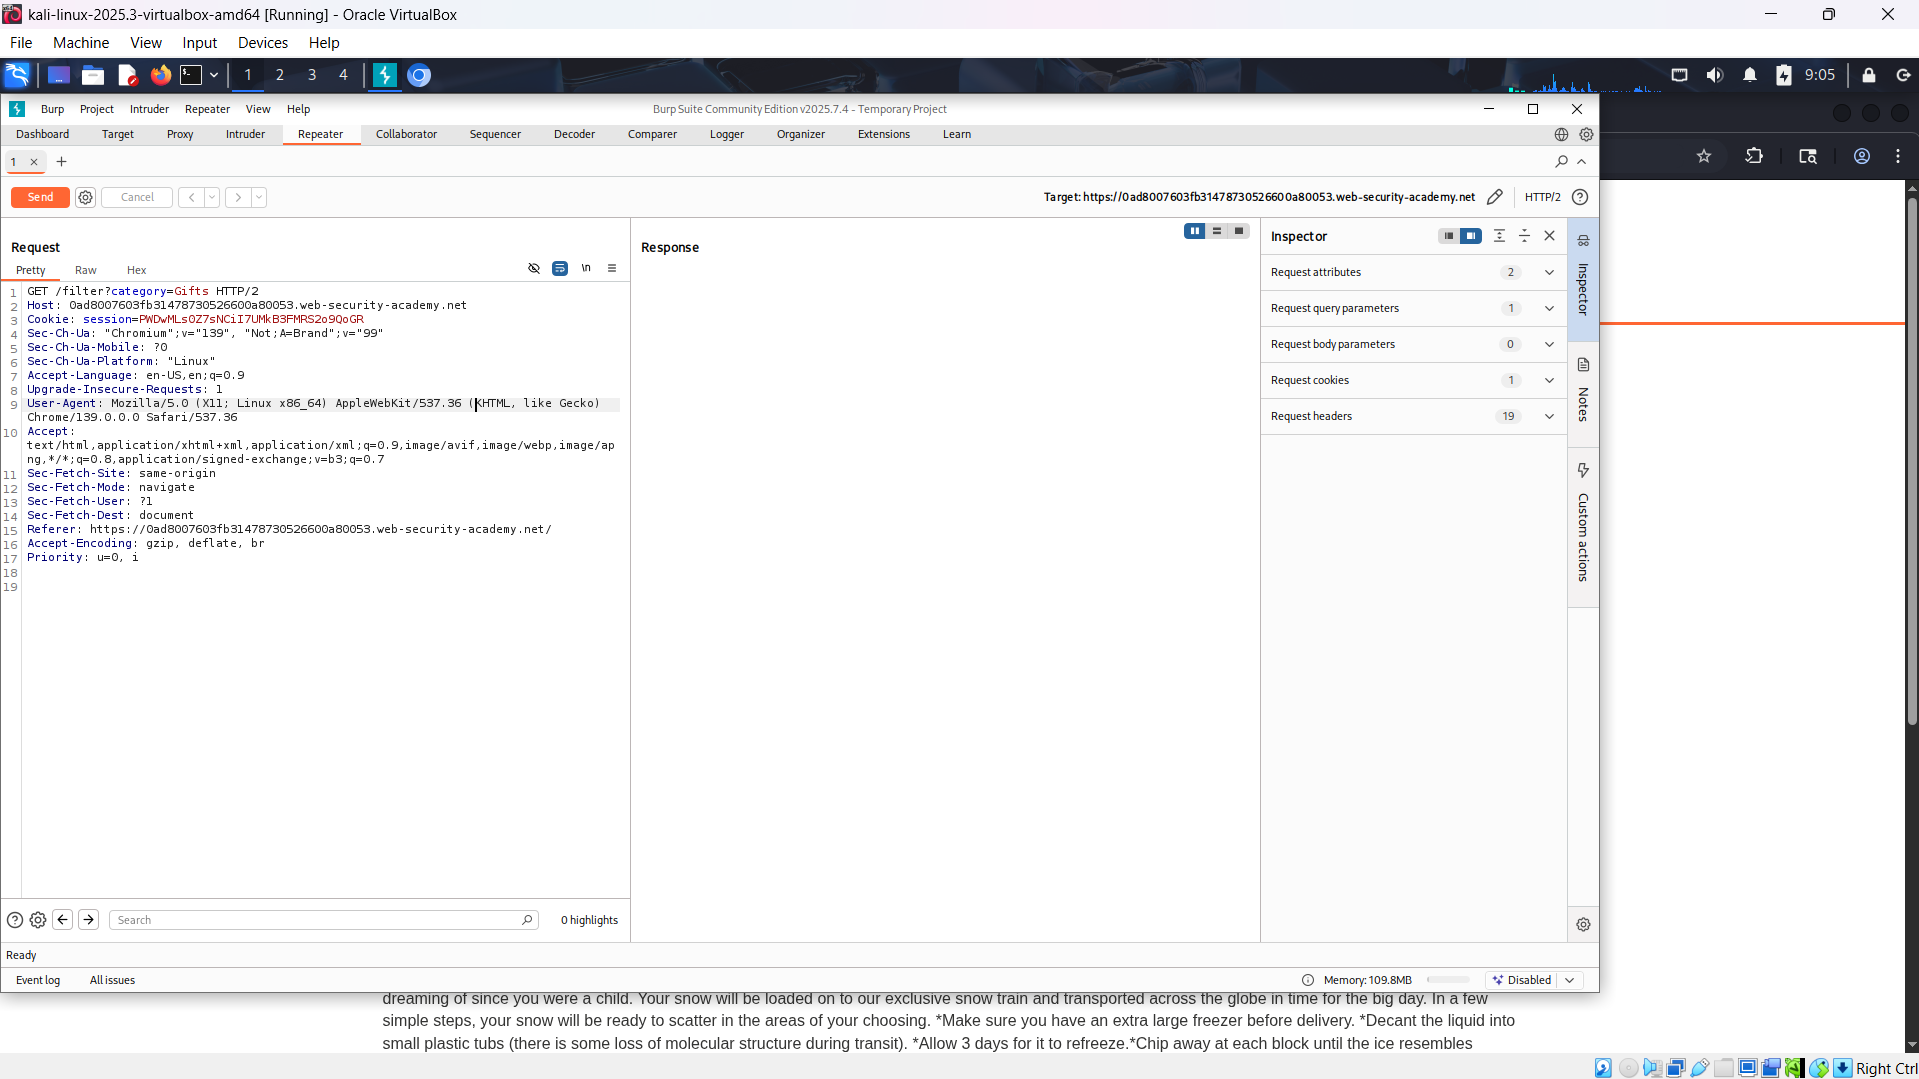 kali-linux-2025.3-virtualbox-amd64 [Running] - Oracle VirtualBox
File Machine View Input Devices Help
1 2 3 4 9:05
Burp Project Intruder Repeater View Help Burp Suite Community Edition v2025.7.4 - Temporary Project
Dashboard Target Proxy Intruder Repeater Collaborator Sequencer Decoder Comparer Logger Organizer Extensions Learn
1 × +
Send Cancel < > Target: https://0ad8007603fb31478730526600a80053.web-security-academy.net HTTP/2
Request
Pretty Raw Hex \n
1 GET /filter?category=Gifts HTTP/2
2 Host: 0ad8007603fb31478730526600a80053.web-security-academy.net
3 Cookie: session=PWDwMLs0Z7sNCiI7UMkB3FMRS2o9QoGR
4 Sec-Ch-Ua: "Chromium";v="139", "Not;A=Brand";v="99"
5 Sec-Ch-Ua-Mobile: ?0
6 Sec-Ch-Ua-Platform: "Linux"
7 Accept-Language: en-US,en;q=0.9
8 Upgrade-Insecure-Requests: 1
9 User-Agent: Mozilla/5.0 (X11; Linux x86_64) AppleWebKit/537.36 (KHTML, like Gecko)
Chrome/139.0.0.0 Safari/537.36
10 Accept:
text/html,application/xhtml+xml,application/xml;q=0.9,image/avif,image/webp,image/ap
ng,*/*;q=0.8,application/signed-exchange;v=b3;q=0.7
11 Sec-Fetch-Site: same-origin
12 Sec-Fetch-Mode: navigate
13 Sec-Fetch-User: ?1
14 Sec-Fetch-Dest: document
15 Referer: https://0ad8007603fb31478730526600a80053.web-security-academy.net/
16 Accept-Encoding: gzip, deflate, br
17 Priority: u=0, i
18
19
Search 0 highlights
Response
Inspector
Request attributes 2
Request query parameters 1
Request body parameters 0
Request cookies 1
Request headers 19
Inspector
Notes
Custom actions
Ready
Event log All issues Memory: 109.8MB Disabled
dreaming of since you were a child. Your snow will be loaded on to our exclusive snow train and transported across the globe in time for the big day. In a few
simple steps, your snow will be ready to scatter in the areas of your choosing. *Make sure you have an extra large freezer before delivery. *Decant the liquid into
small plastic tubs (there is some loss of molecular structure during transit). *Allow 3 days for it to refreeze.*Chip away at each block until the ice resembles
Right Ctrl